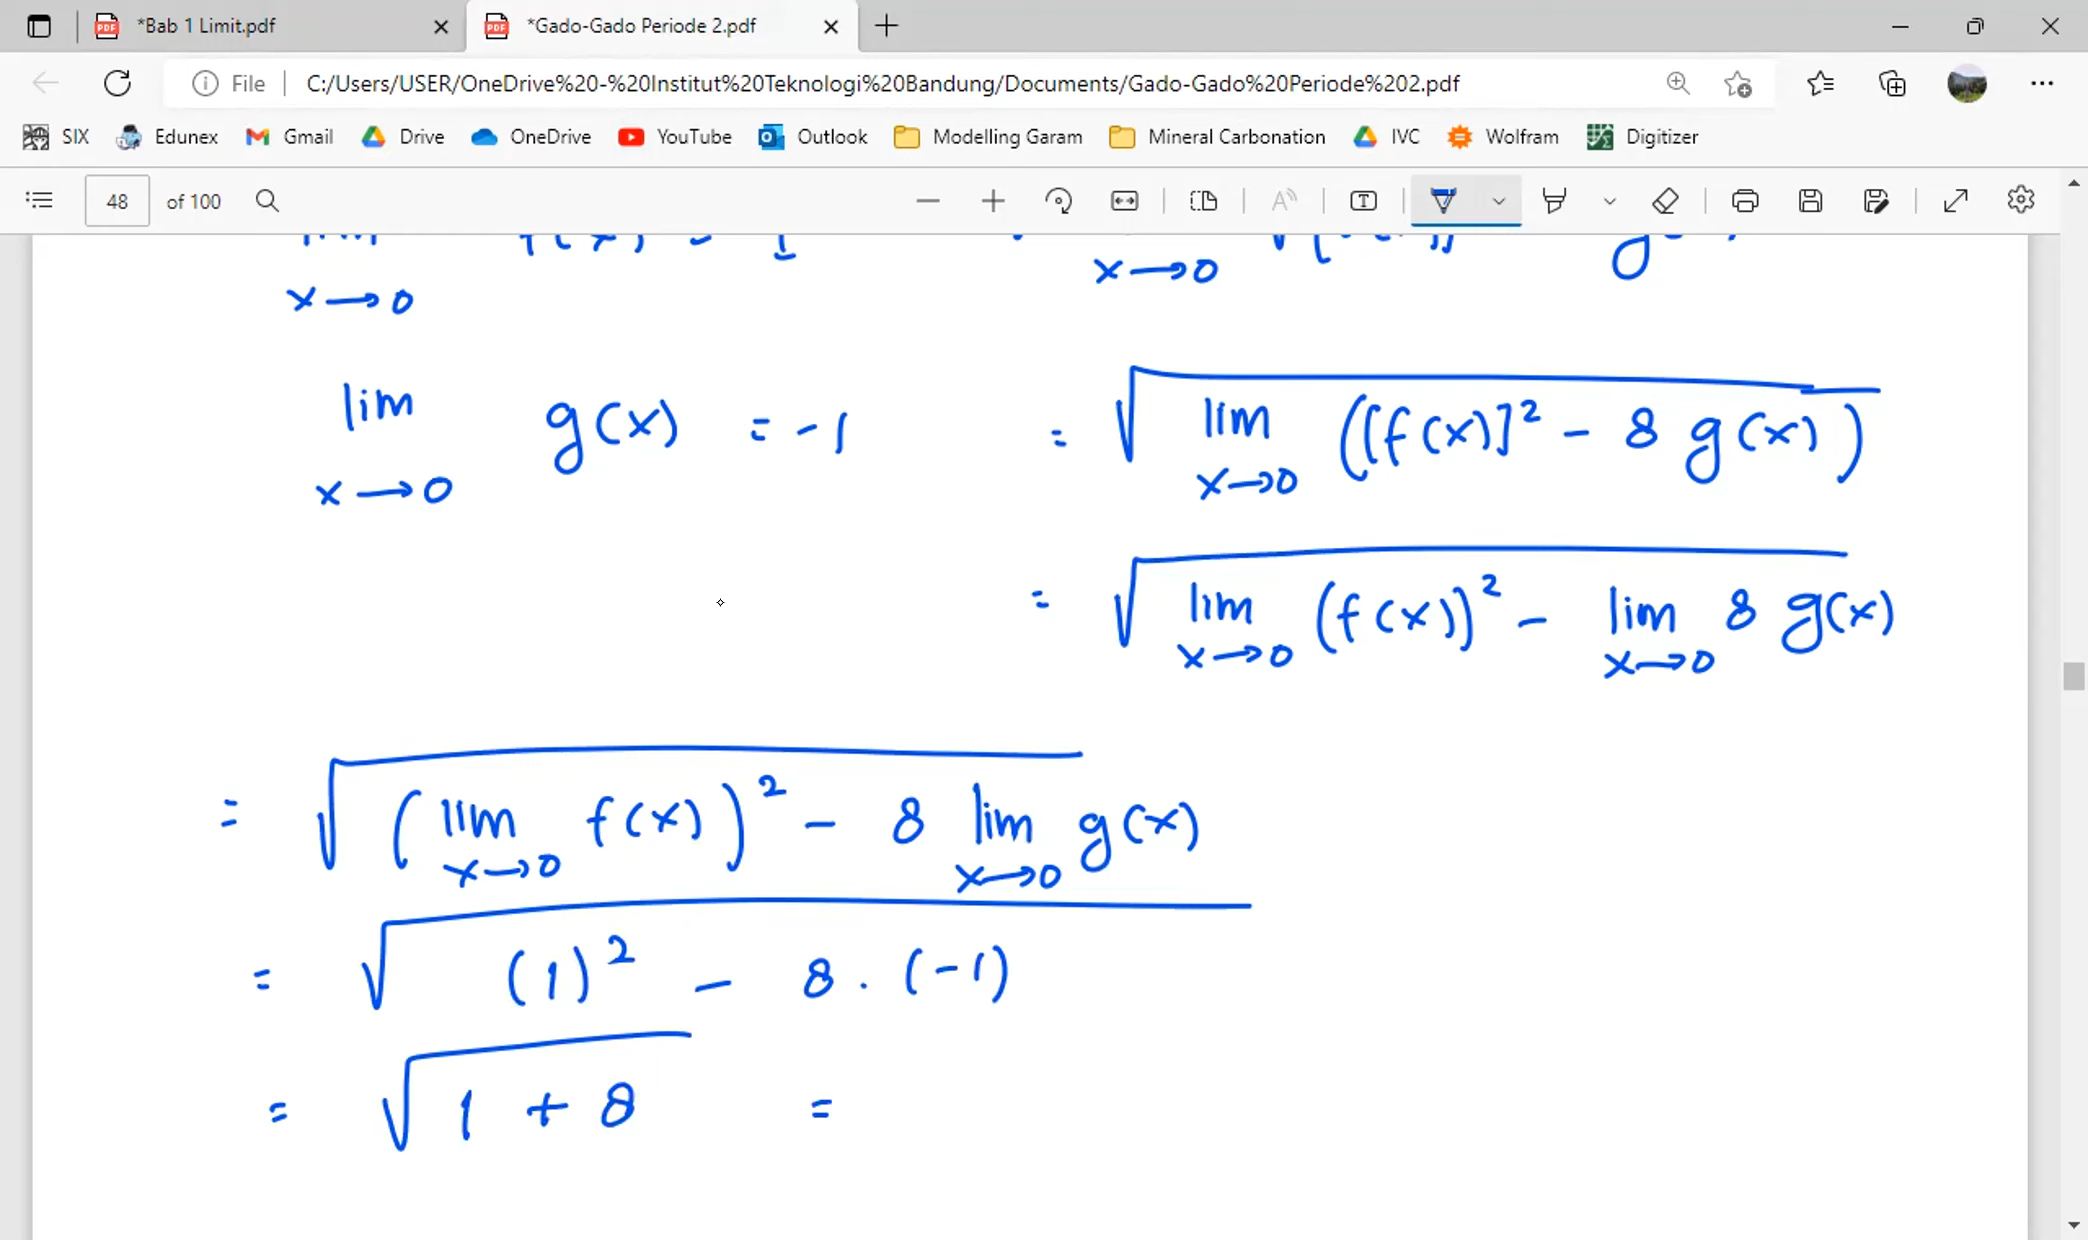 *Bab 1 Limit.pdf
*Gado-Gado Periode 2.pdf
File
C:/Users/USER/OneDrive%20-%20Institut%20Teknologi%20Bandung/Documents/Gado-Gado%20Periode%202.pdf
SIX Edunex Gmail Drive OneDrive YouTube Outlook Modelling Garam Mineral Carbonation IVC Wolfram Digitizer
48 of 100
x → 0
x → 0
lim g(x) = -1
x → 0
= √ lim ([f(x)]² - 8 g(x))
x → 0
= √ lim (f(x))² - lim 8 g(x)
x → 0 x → 0
= √ (lim f(x))² - 8 lim g(x)
x → 0 x → 0
= √ (1)² - 8 . (-1)
= √ 1 + 8 =